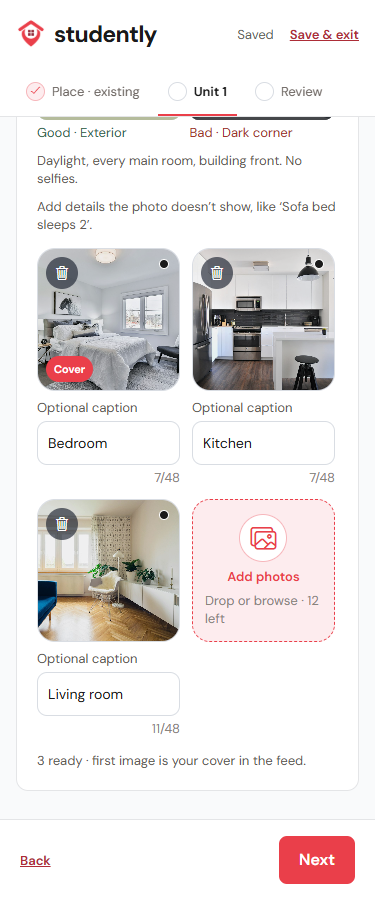 studently
Saved
Save & exit
Place · existing
Unit 1
Review
Good · Exterior
Bad · Dark corner
Daylight, every main room, building front. No
selfies.
Add details the photo doesn’t show, like ‘Sofa bed
sleeps 2’.
Cover
Optional caption
Optional caption
Bedroom
Kitchen
7/48
7/48
Add photos
Drop or browse · 12
left
Optional caption
Living room
11/48
3 ready · first image is your cover in the feed.
Back
Next